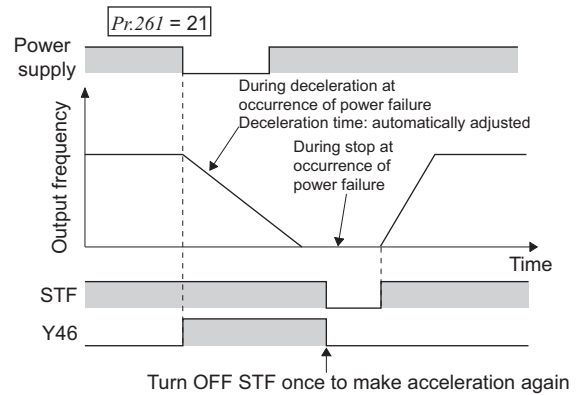 Pr.261 = 21
Power
supply
During deceleration at
occurrence of power failure
Deceleration time: automatically adjusted
During stop at
occurrence of
power failure
Output frequency
Time
STF
Y46
Turn OFF STF once to make acceleration again